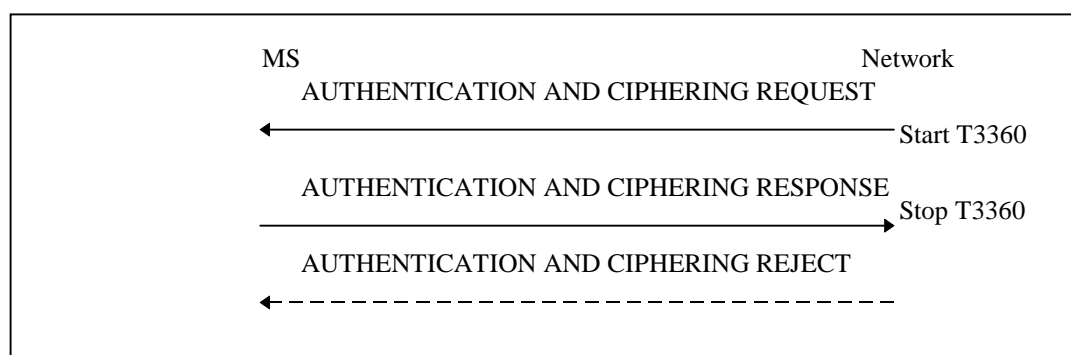 MS Network
AUTHENTICATION AND CIPHERING REQUEST
Start T3360
AUTHENTICATION AND CIPHERING RESPONSE
Stop T3360
AUTHENTICATION AND CIPHERING REJECT